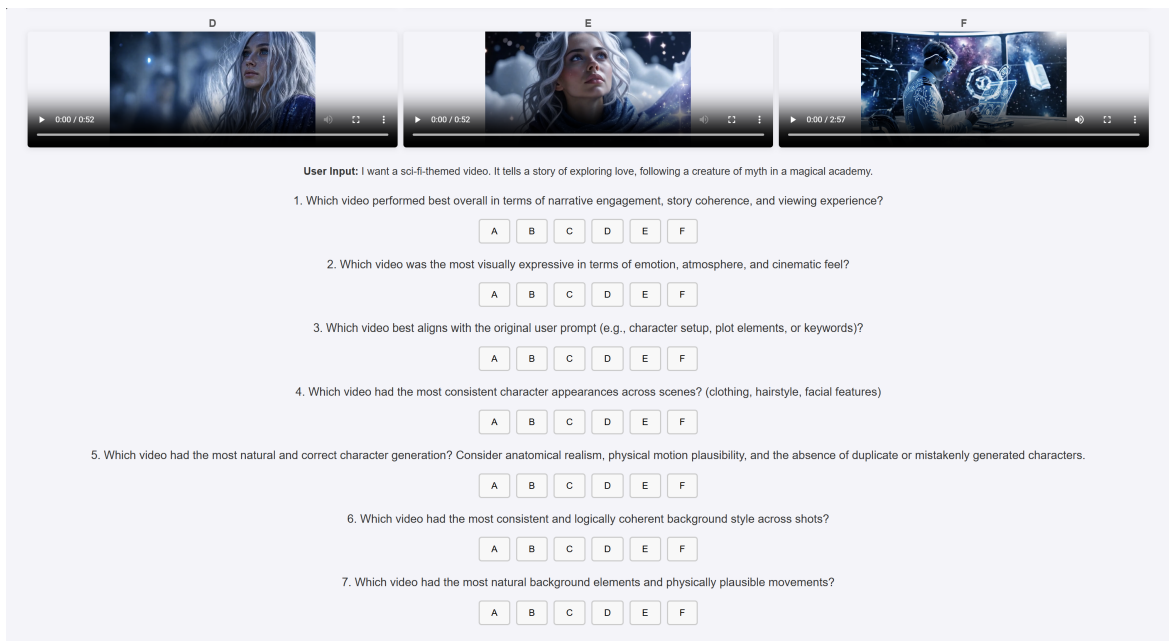 D E F
0:00 / 0:52 0:00 / 0:52 0:00 / 2:57
User Input: I want a sci-fi-themed video. It tells a story of exploring love, following a creature of myth in a magical academy.
1. Which video performed best overall in terms of narrative engagement, story coherence, and viewing experience?
A B C D E F
2. Which video was the most visually expressive in terms of emotion, atmosphere, and cinematic feel?
A B C D E F
3. Which video best aligns with the original user prompt (e.g., character setup, plot elements, or keywords)?
A B C D E F
4. Which video had the most consistent character appearances across scenes? (clothing, hairstyle, facial features)
A B C D E F
5. Which video had the most natural and correct character generation? Consider anatomical realism, physical motion plausibility, and the absence of duplicate or mistakenly generated characters.
A B C D E F
6. Which video had the most consistent and logically coherent background style across shots?
A B C D E F
7. Which video had the most natural background elements and physically plausible movements?
A B C D E F